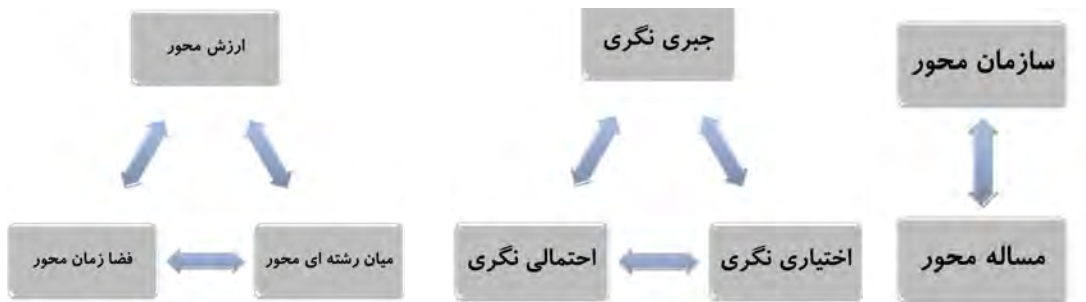 سازمان محور
مساله محور
جبری نگری
اختیاری نگری
احتمالی نگری
ارزش محور
میان رشته ای محور
فضا زمان محور